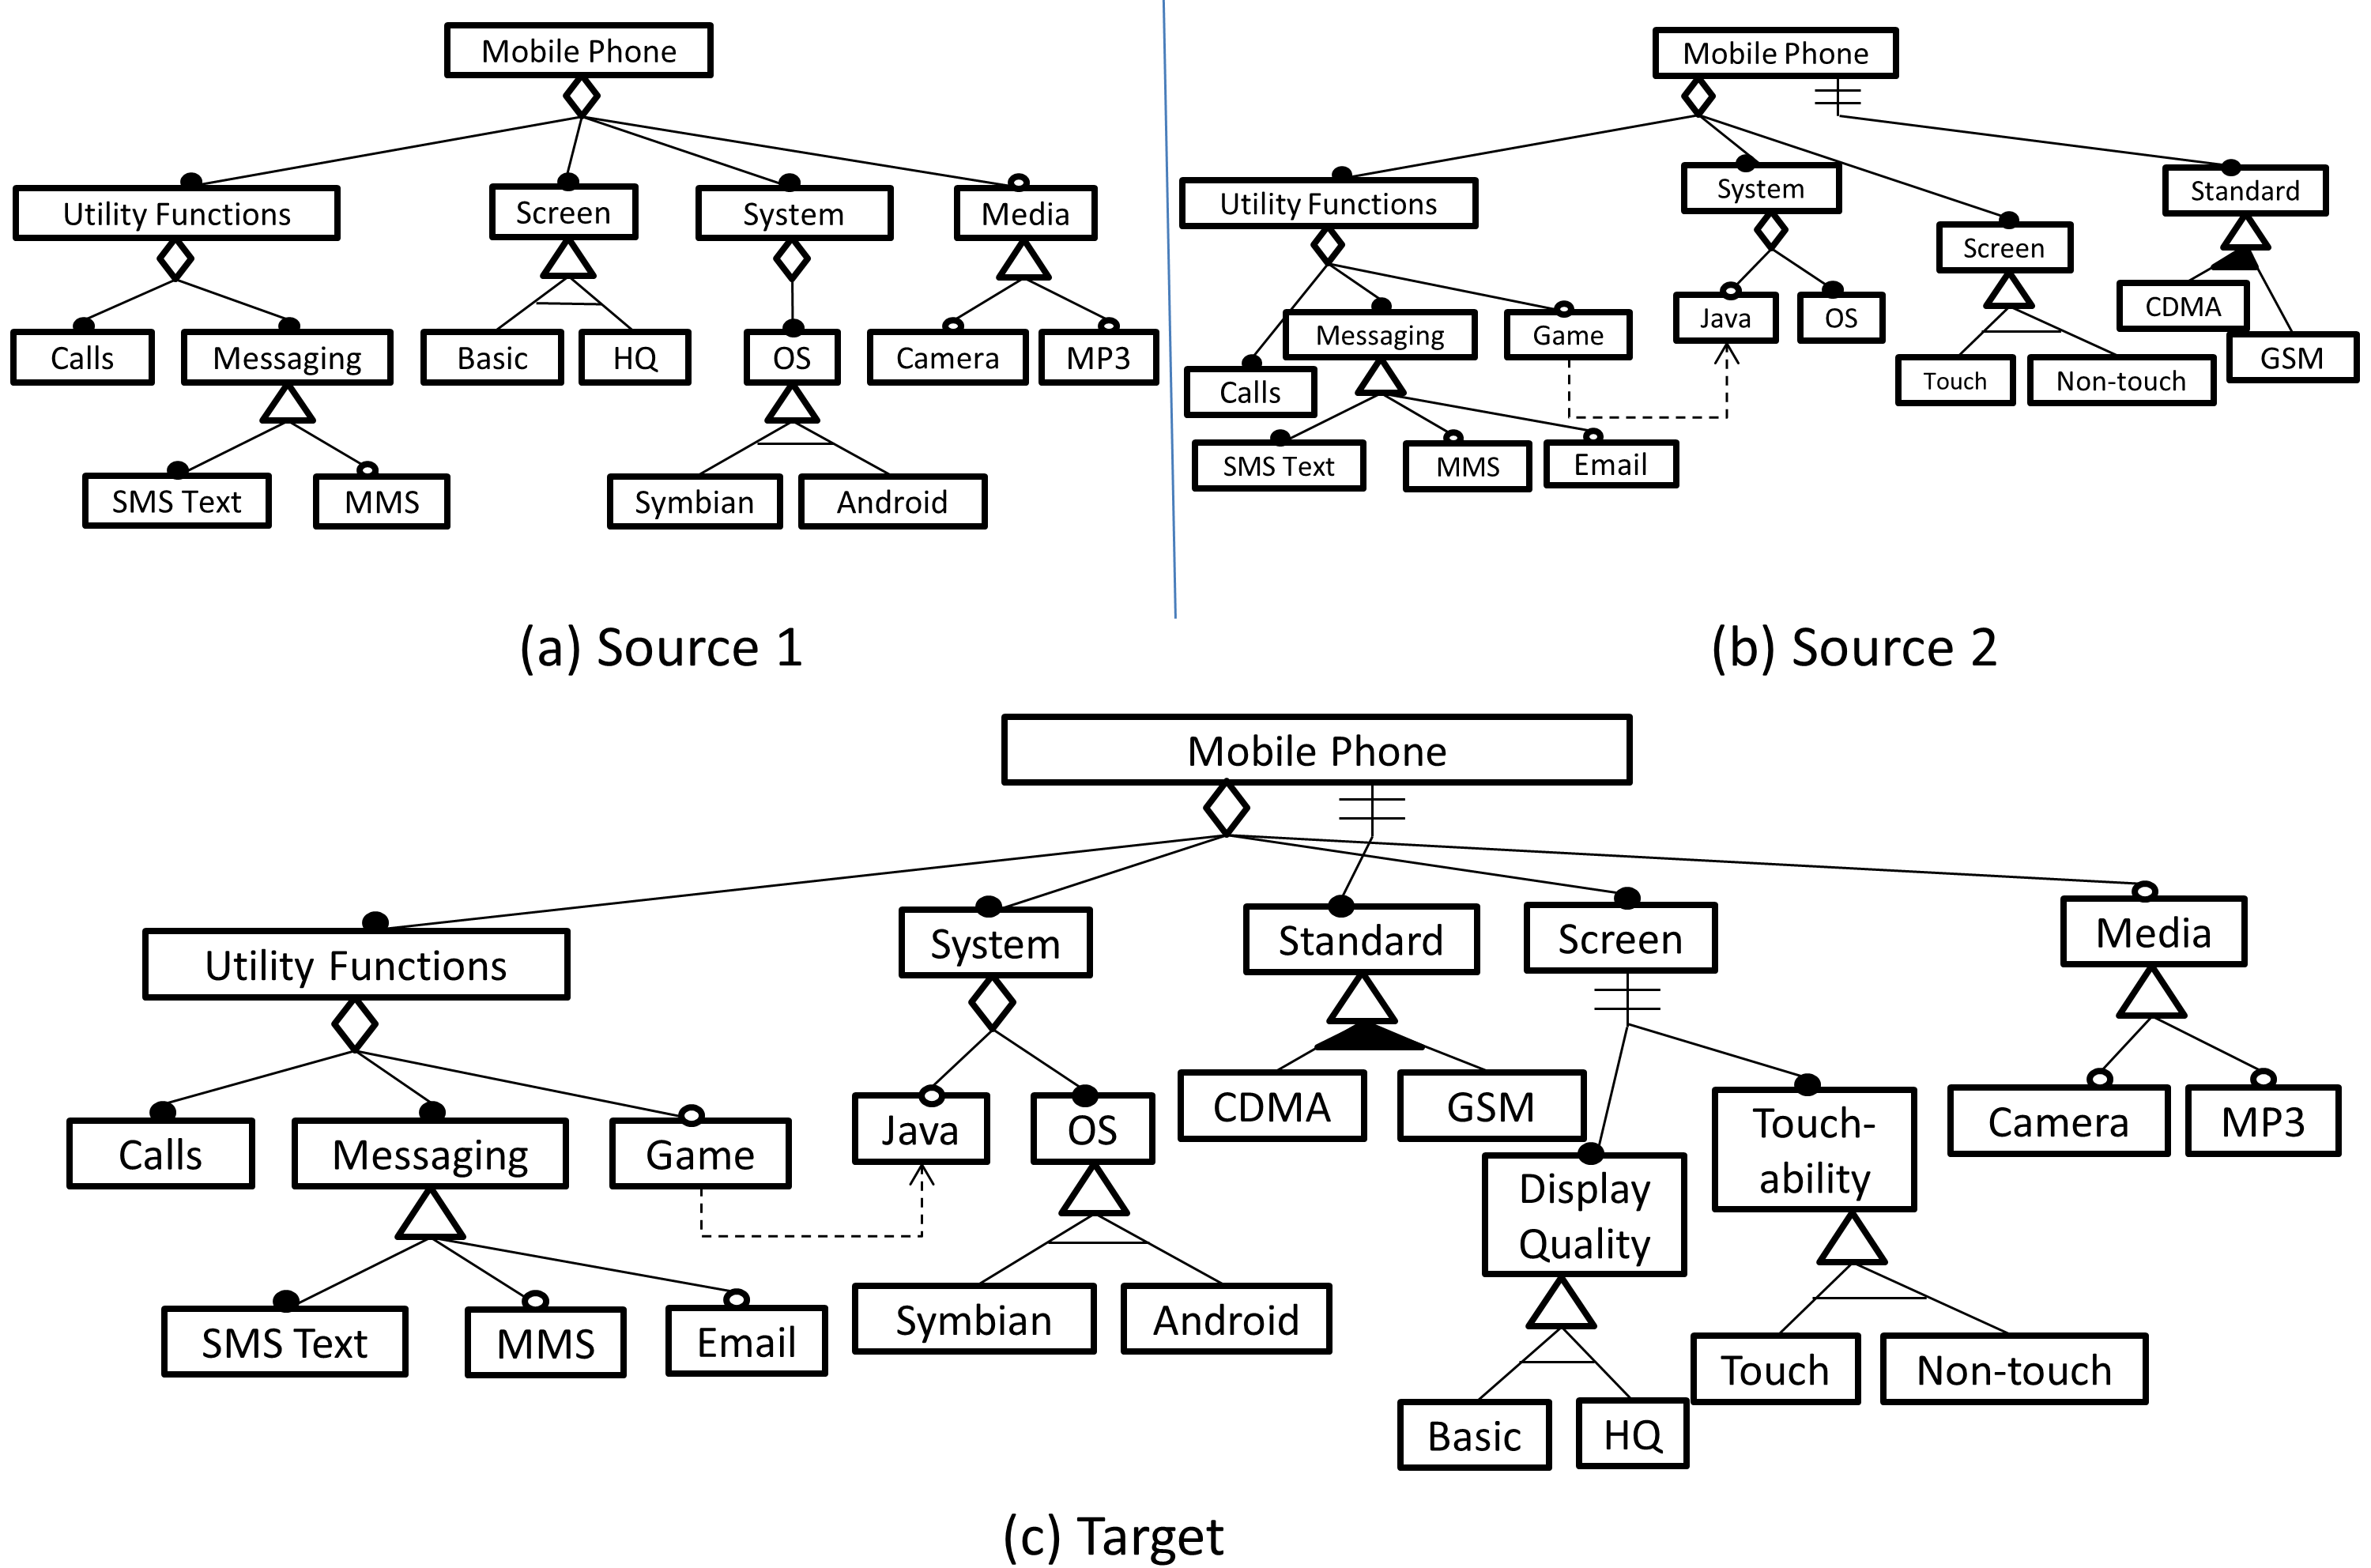 Mobile Phone
Utility Functions
Screen
System
Media
Calls
Messaging
Basic
HQ
OS
Camera
MP3
SMS Text
MMS
Symbian
Android
(a) Source 1
Mobile Phone
Utility Functions
System
Standard
Screen
Calls
Messaging
Game
Java
OS
CDMA
GSM
Touch
Non-touch
SMS Text
MMS
Email
(b) Source 2
Mobile Phone
Utility Functions
System
Standard
Screen
Media
Calls
Messaging
Game
Java
OS
CDMA
GSM
Display
Quality
Touch-
ability
Camera
MP3
SMS Text
MMS
Email
Symbian
Android
Basic
HQ
Touch
Non-touch
(c) Target